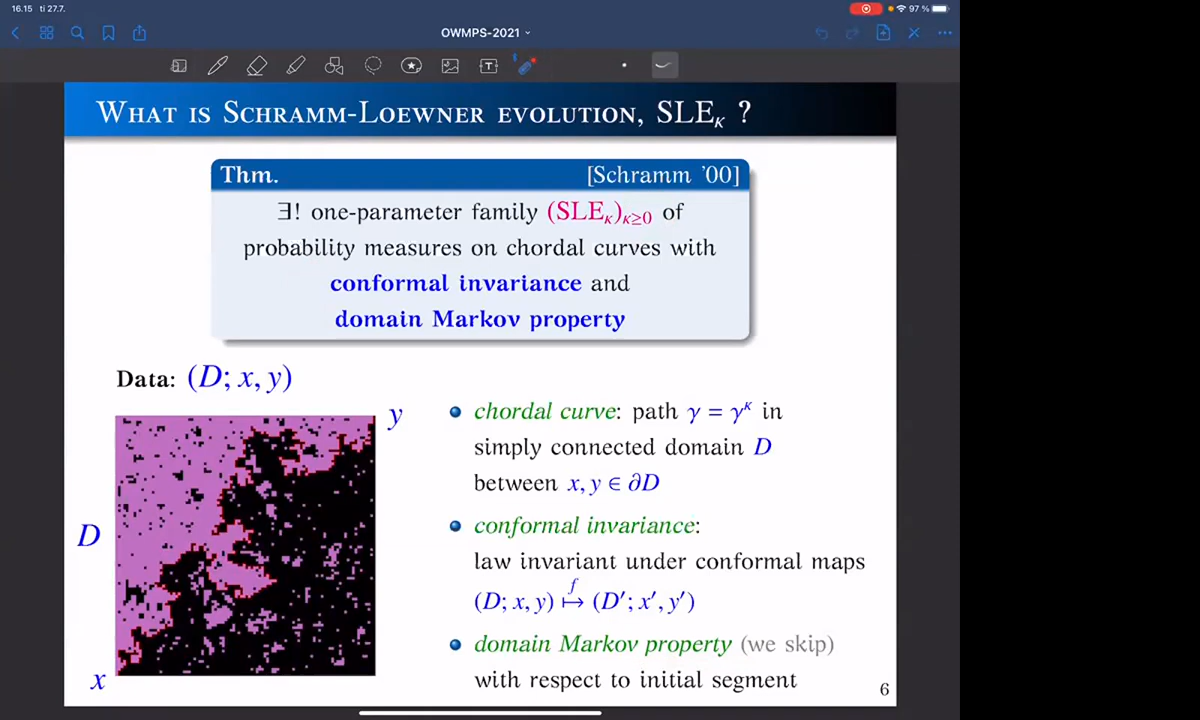 16.15 ti 27.7.
97 %
OWMPS-2021
What is Schramm-Loewner evolution, SLEκ ?
Thm. [Schramm '00]
∃! one-parameter family (SLEκ)κ≥0 of
probability measures on chordal curves with
conformal invariance and
domain Markov property
Data: (D; x, y)
y
D
x
chordal curve: path γ = γ^κ in
simply connected domain D
between x, y ∈ ∂D
conformal invariance:
law invariant under conformal maps
(D; x, y) f↦ (D′; x′, y′)
domain Markov property (we skip)
with respect to initial segment
6